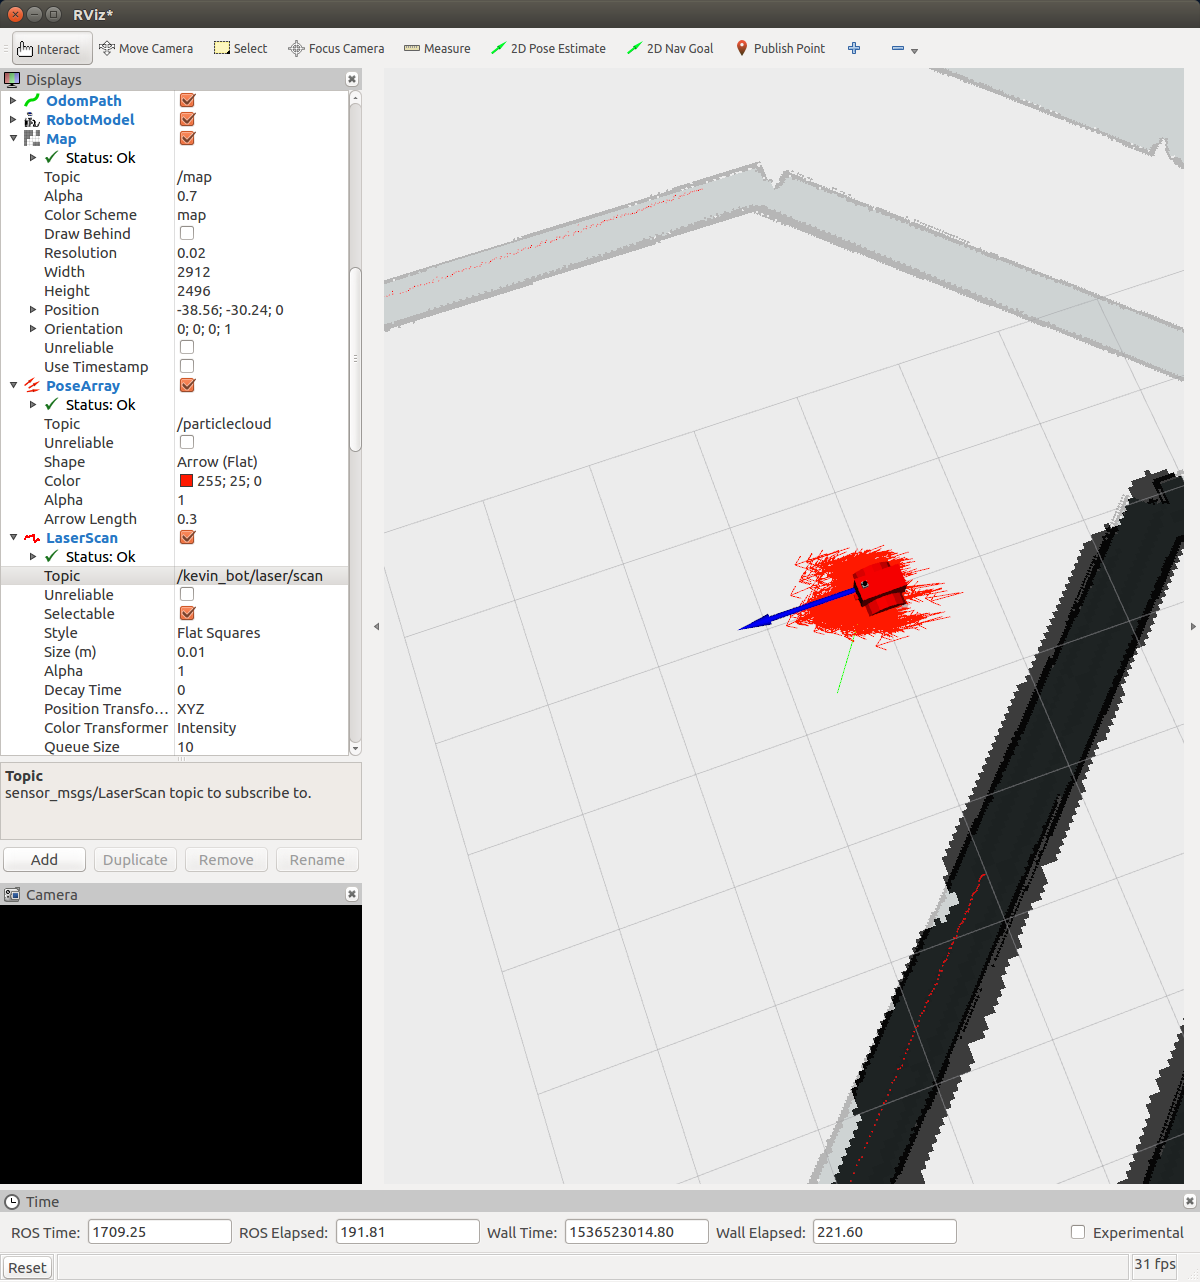 RViz*
Interact Move Camera Select Focus Camera Measure 2D Pose Estimate 2D Nav Goal Publish Point
Displays
OdomPath
RobotModel
Map
Status: Ok
Topic /map
Alpha 0.7
Color Scheme map
Draw Behind
Resolution 0.02
Width 2912
Height 2496
Position -38.56; -30.24; 0
Orientation 0; 0; 0; 1
Unreliable
Use Timestamp
PoseArray
Status: Ok
Topic /particlecloud
Unreliable
Shape Arrow (Flat)
Color 255; 25; 0
Alpha 1
Arrow Length 0.3
LaserScan
Status: Ok
Topic /kevin_bot/laser/scan
Unreliable
Selectable
Style Flat Squares
Size (m) 0.01
Alpha 1
Decay Time 0
Position Transfo... XYZ
Color Transformer Intensity
Queue Size 10
Topic
sensor_msgs/LaserScan topic to subscribe to.
Add Duplicate Remove Rename
Camera
Time
ROS Time: 1709.25 ROS Elapsed: 191.81 Wall Time: 1536523014.80 Wall Elapsed: 221.60 Experimental
Reset 31 fps